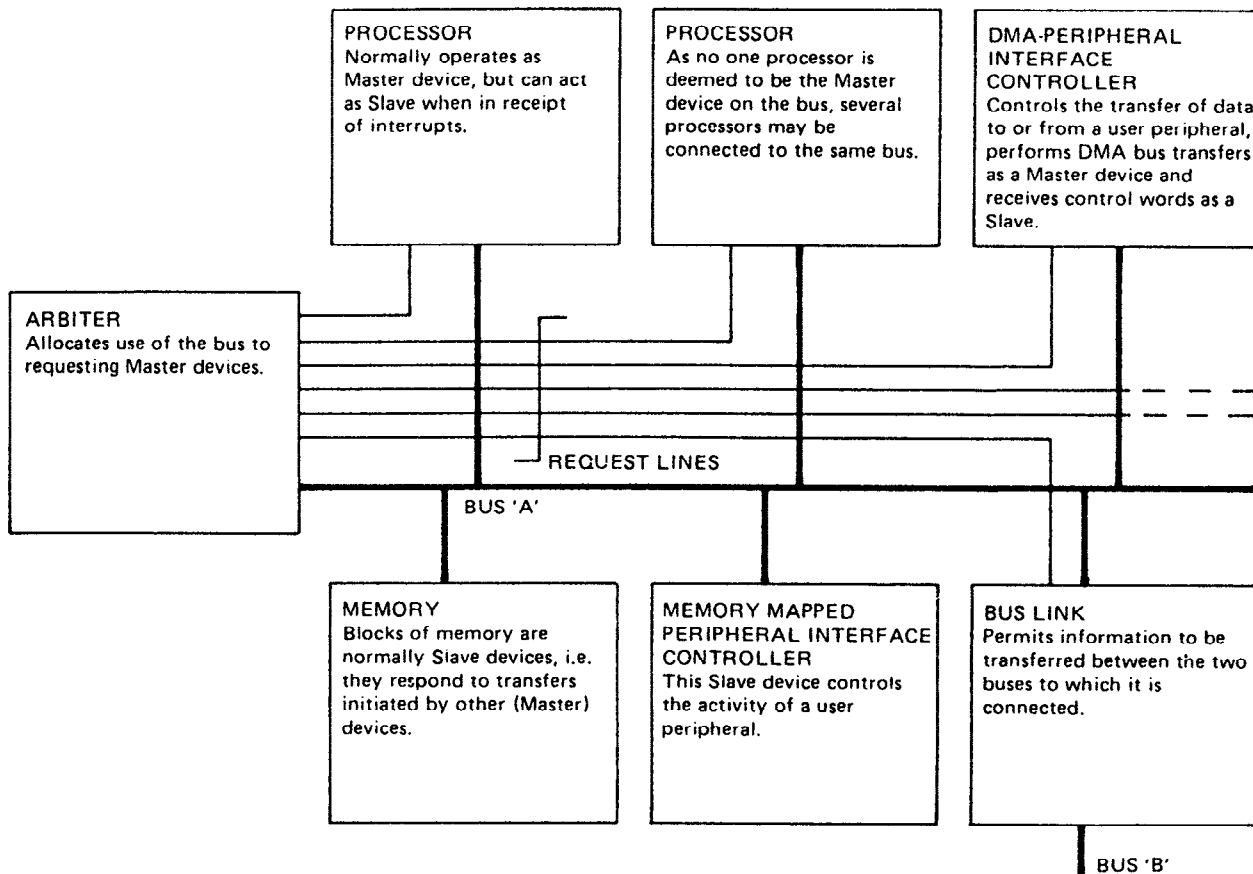 PROCESSOR
Normally operates as
Master device, but can act
as Slave when in receipt
of interrupts.
PROCESSOR
As no one processor is
deemed to be the Master
device on the bus, several
processors may be
connected to the same bus.
DMA-PERIPHERAL
INTERFACE
CONTROLLER
Controls the transfer of data
to or from a user peripheral,
performs DMA bus transfers
as a Master device and
receives control words as a
Slave.
ARBITER
Allocates use of the bus to
requesting Master devices.
REQUEST LINES
BUS 'A'
MEMORY
Blocks of memory are
normally Slave devices, i.e.
they respond to transfers
initiated by other (Master)
devices.
MEMORY MAPPED
PERIPHERAL INTERFACE
CONTROLLER
This Slave device controls
the activity of a user
peripheral.
BUS LINK
Permits information to be
transferred between the two
buses to which it is
connected.
BUS 'B'